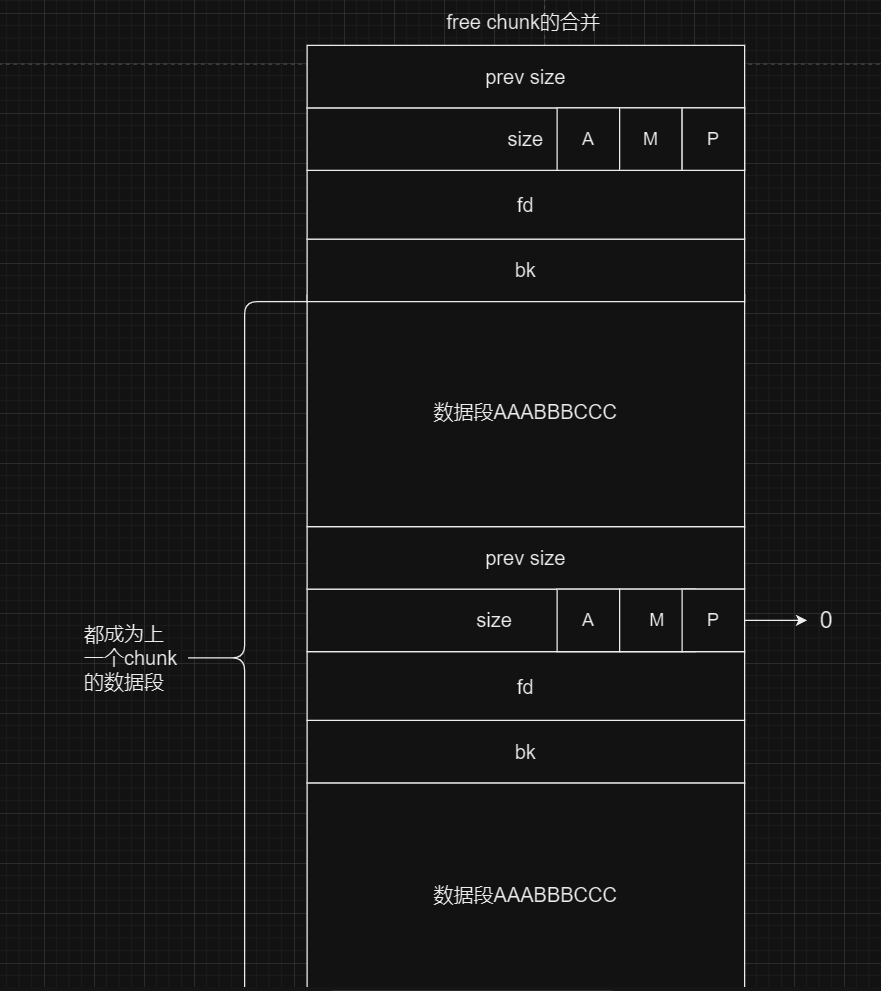 free chunk的合并
prev size
size A M P
fd
bk
数据段AAABBBCCC
prev size
size A M P 0
都成为上
一个chunk
的数据段
fd
bk
数据段AAABBBCCC